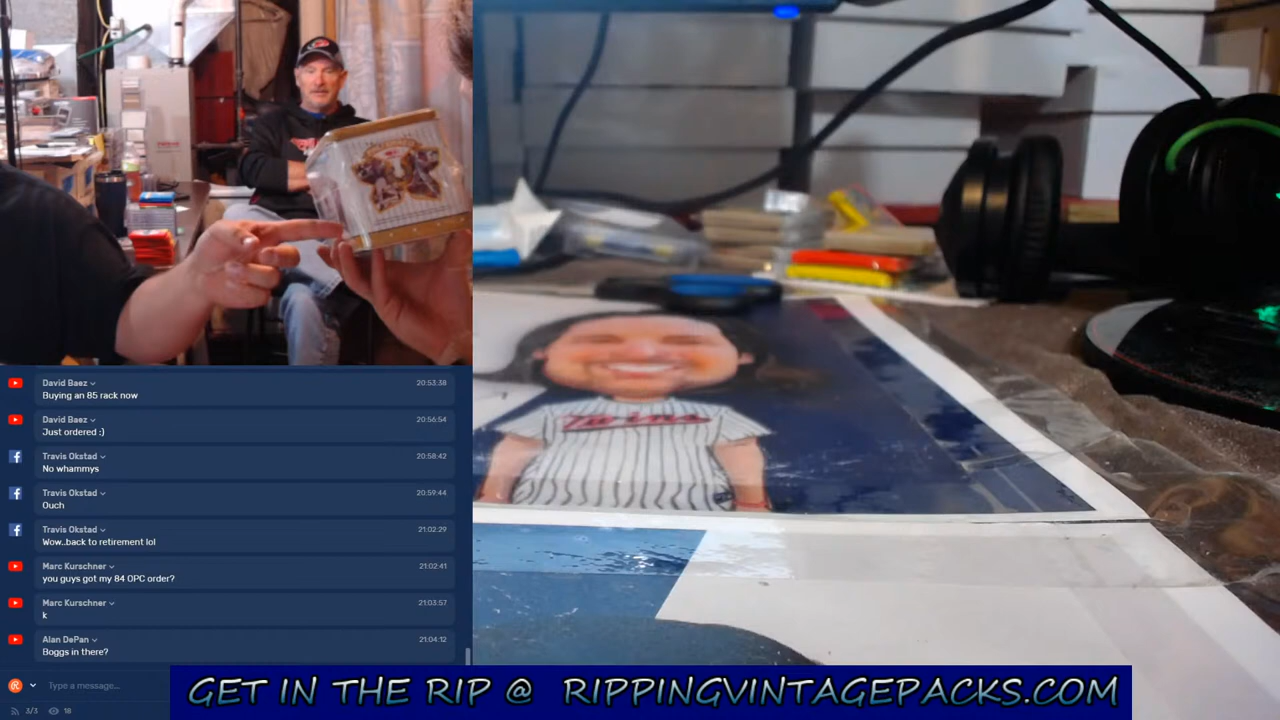 David Baez
20:53:38
Buying an 85 rack now
David Baez
20:56:54
Just ordered :)
Travis Okstad
20:58:42
No whammys
Travis Okstad
20:59:44
Ouch
Travis Okstad
21:02:29
Wow..back to retirement lol
Marc Kurschner
21:02:41
you guys got my 84 OPC order?
Marc Kurschner
21:03:57
k
Alan DePan
21:04:12
Boggs in there?
Type a message...
3/3
18
Twins
GET IN THE RIP @ RIPPINGVINTAGEPACKS.COM